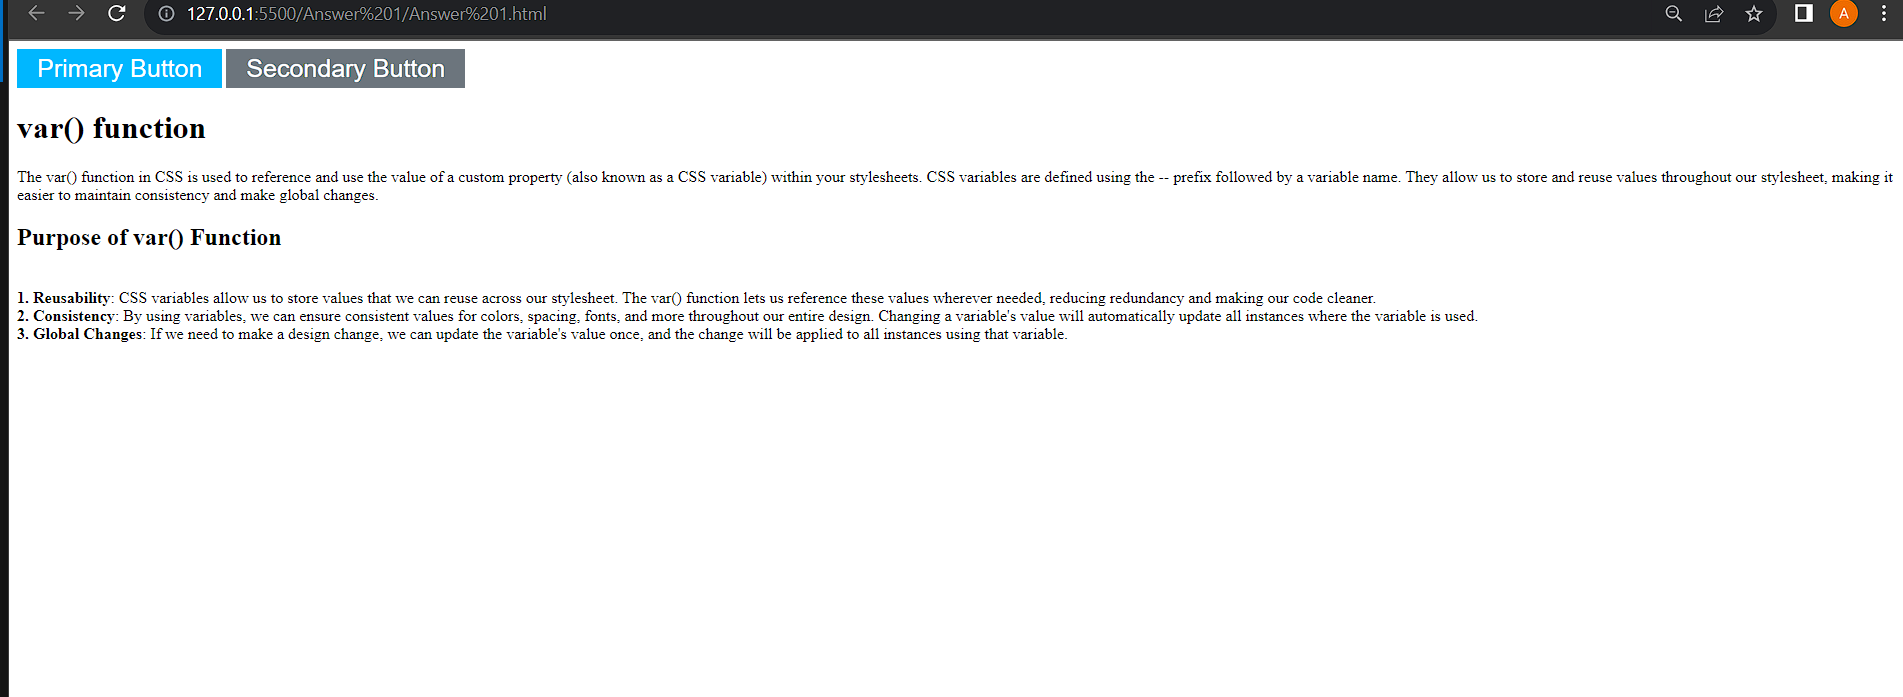 127.0.0.1:5500/Answer%201/Answer%201.html
A
Primary Button Secondary Button
var() function
The var() function in CSS is used to reference and use the value of a custom property (also known as a CSS variable) within your stylesheets. CSS variables are defined using the -- prefix followed by a variable name. They allow us to store and reuse values throughout our stylesheet, making it
easier to maintain consistency and make global changes.
Purpose of var() Function
1. Reusability: CSS variables allow us to store values that we can reuse across our stylesheet. The var() function lets us reference these values wherever needed, reducing redundancy and making our code cleaner.
2. Consistency: By using variables, we can ensure consistent values for colors, spacing, fonts, and more throughout our entire design. Changing a variable's value will automatically update all instances where the variable is used.
3. Global Changes: If we need to make a design change, we can update the variable's value once, and the change will be applied to all instances using that variable.